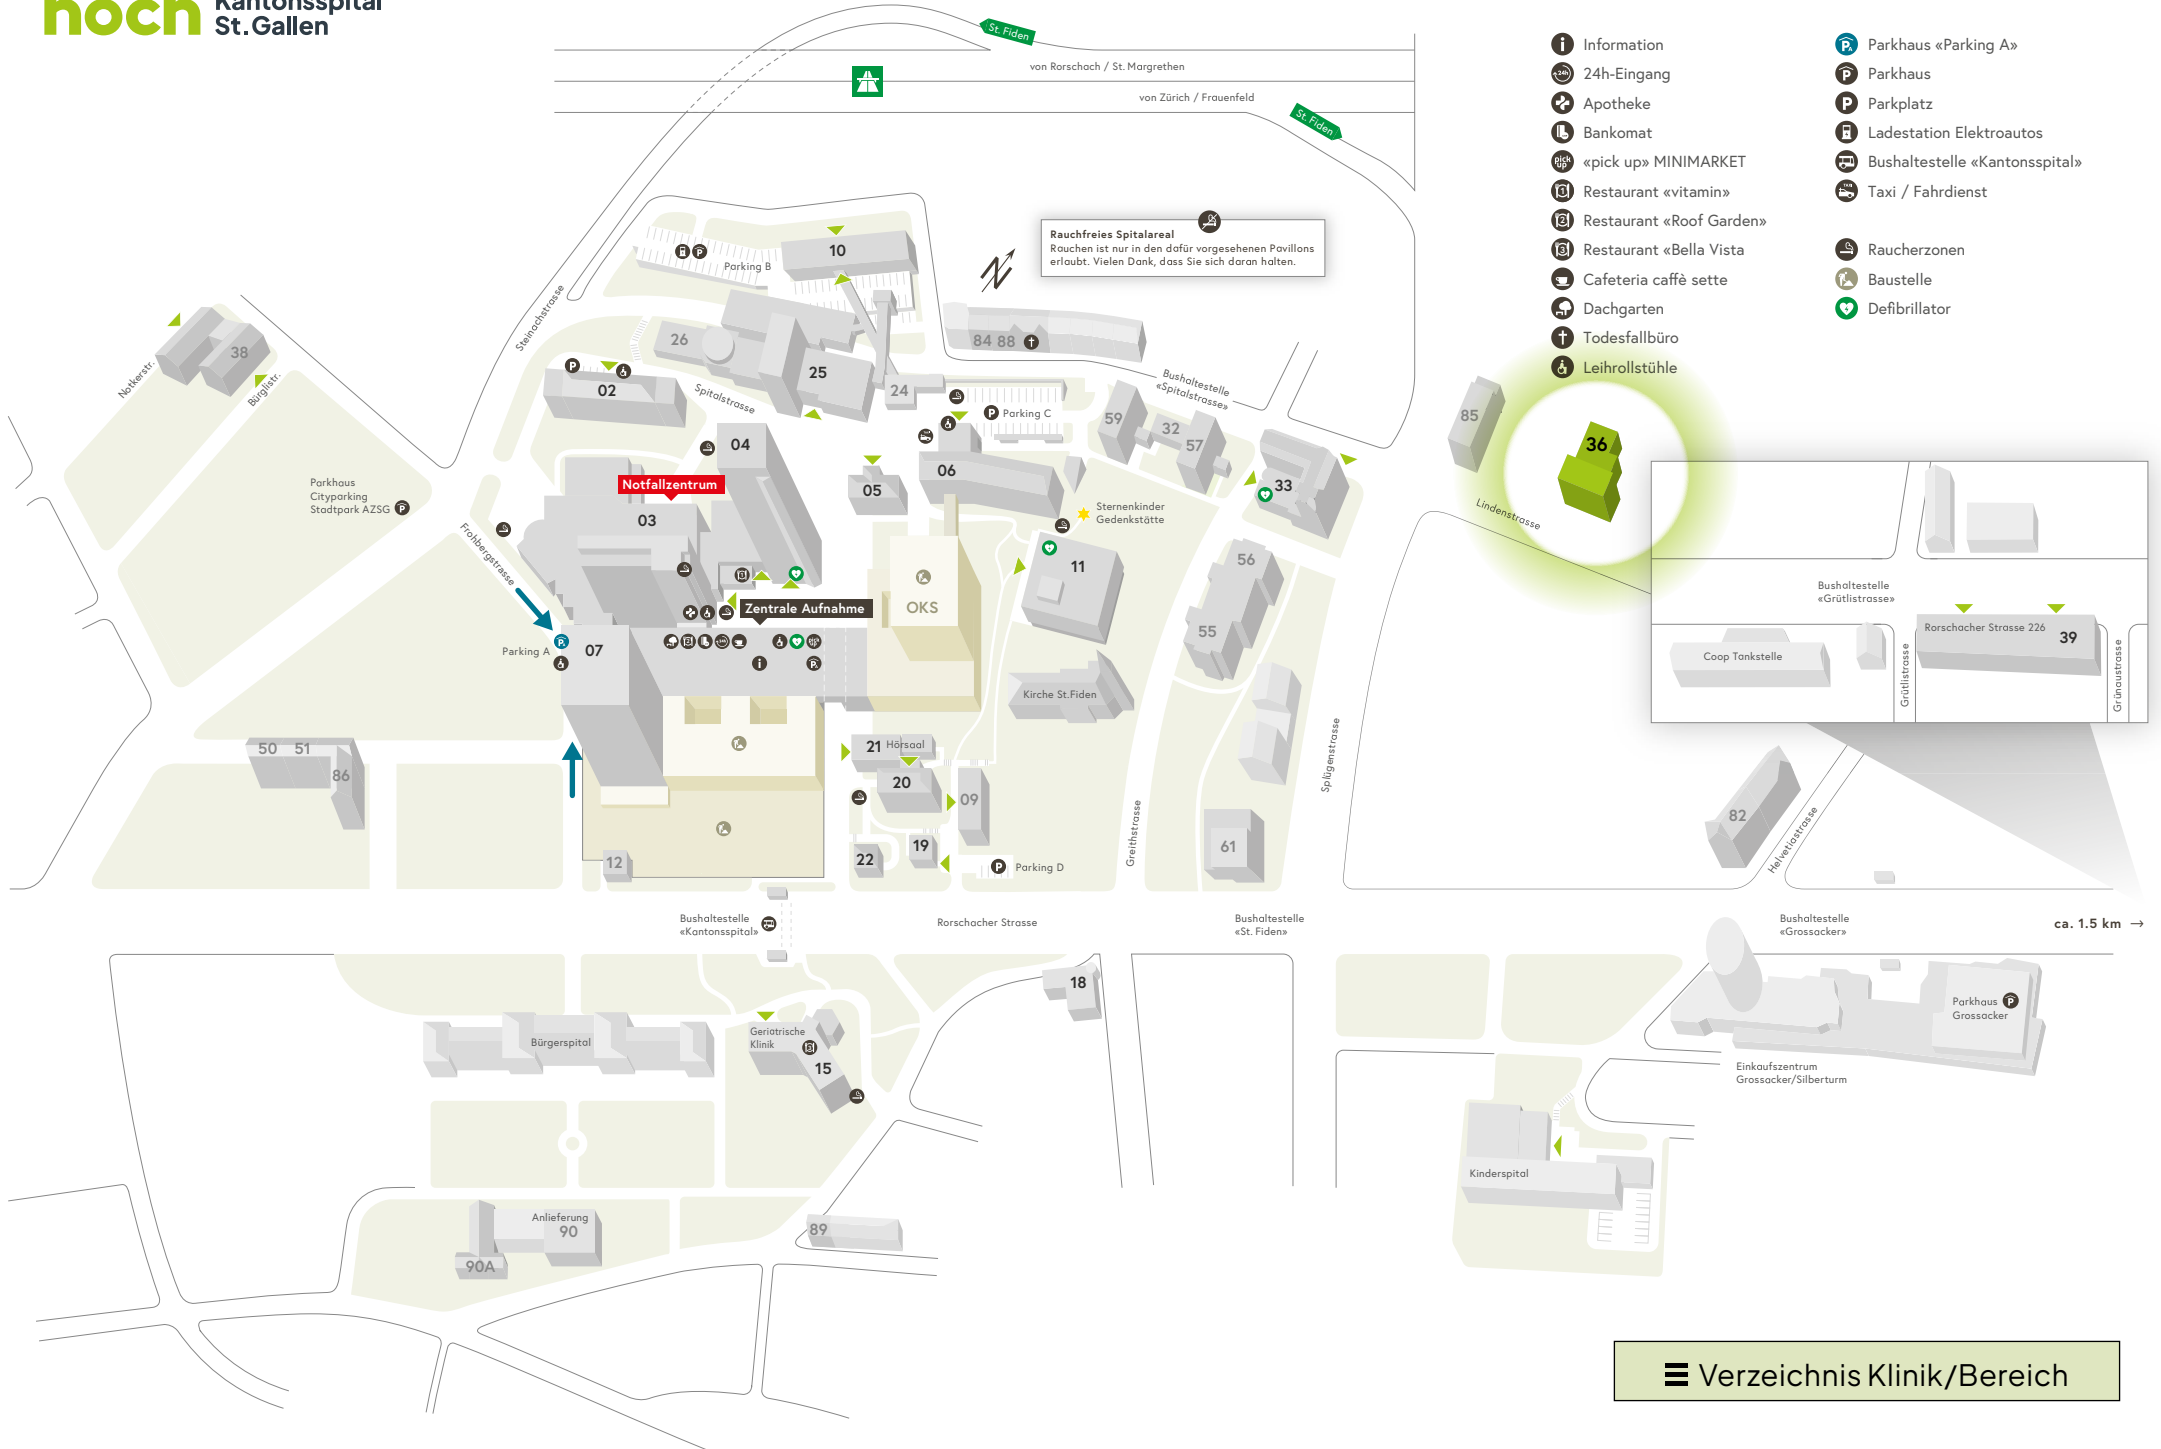 noch
Kantonsspital
St.Gallen
St. Fiden
von Rorschach / St. Margrethen
von Zürich / Frauenfeld
St. Fiden
Information
24h-Eingang
Apotheke
Bankomat
«pick up» MINIMARKET
Restaurant «vitamin»
Restaurant «Roof Garden»
Restaurant «Bella Vista
Cafeteria caffè sette
Dachgarten
Todesfallbüro
Leihrollstühle
Parkhaus «Parking A»
Parkhaus
Parkplatz
Ladestation Elektroautos
Bushaltestelle «Kantonsspital»
Taxi / Fahrdienst
Raucherzonen
Baustelle
Defibrillator
Rauchfreies Spitalareal
Rauchen ist nur in den dafür vorgesehenen Pavillons
erlaubt. Vielen Dank, dass Sie sich daran halten.
N
10
Parking B
Steinachstrasse
26
25
24
84 88
02
Spitalstrasse
38
Notkerstr.
Bürglistr.
Bushaltestelle
«Spitalstrasse»
Parking C
59
32
57
85
36
04
06
05
33
Notfallzentrum
03
Parkhaus
Cityparking
Stadtpark AZSG
Frohbergstrasse
Sternenkinder
Gedenkstätte
Lindenstrasse
11
56
55
OKS
Zentrale Aufnahme
Parking A
07
Kirche St.Fiden
Bushaltestelle
«Grütlistrasse»
Rorschacher Strasse 226
39
Coop Tankstelle
Grütlistrasse
Grünaustrasse
50 51
86
21
Hörsaal
20
09
19
22
12
Parking D
Greithstrasse
Splügenstrasse
61
82
Helvetiastrasse
Bushaltestelle
«Kantonsspital»
Rorschacher Strasse
Bushaltestelle
«St. Fiden»
Bushaltestelle
«Grossacker»
ca. 1.5 km →
18
Bürgerspital
Geriatrische
Klinik
15
Parkhaus
Grossacker
Einkaufszentrum
Grossacker/Silberturm
Kinderspital
Anlieferung
90
90A
89
Verzeichnis Klinik/Bereich